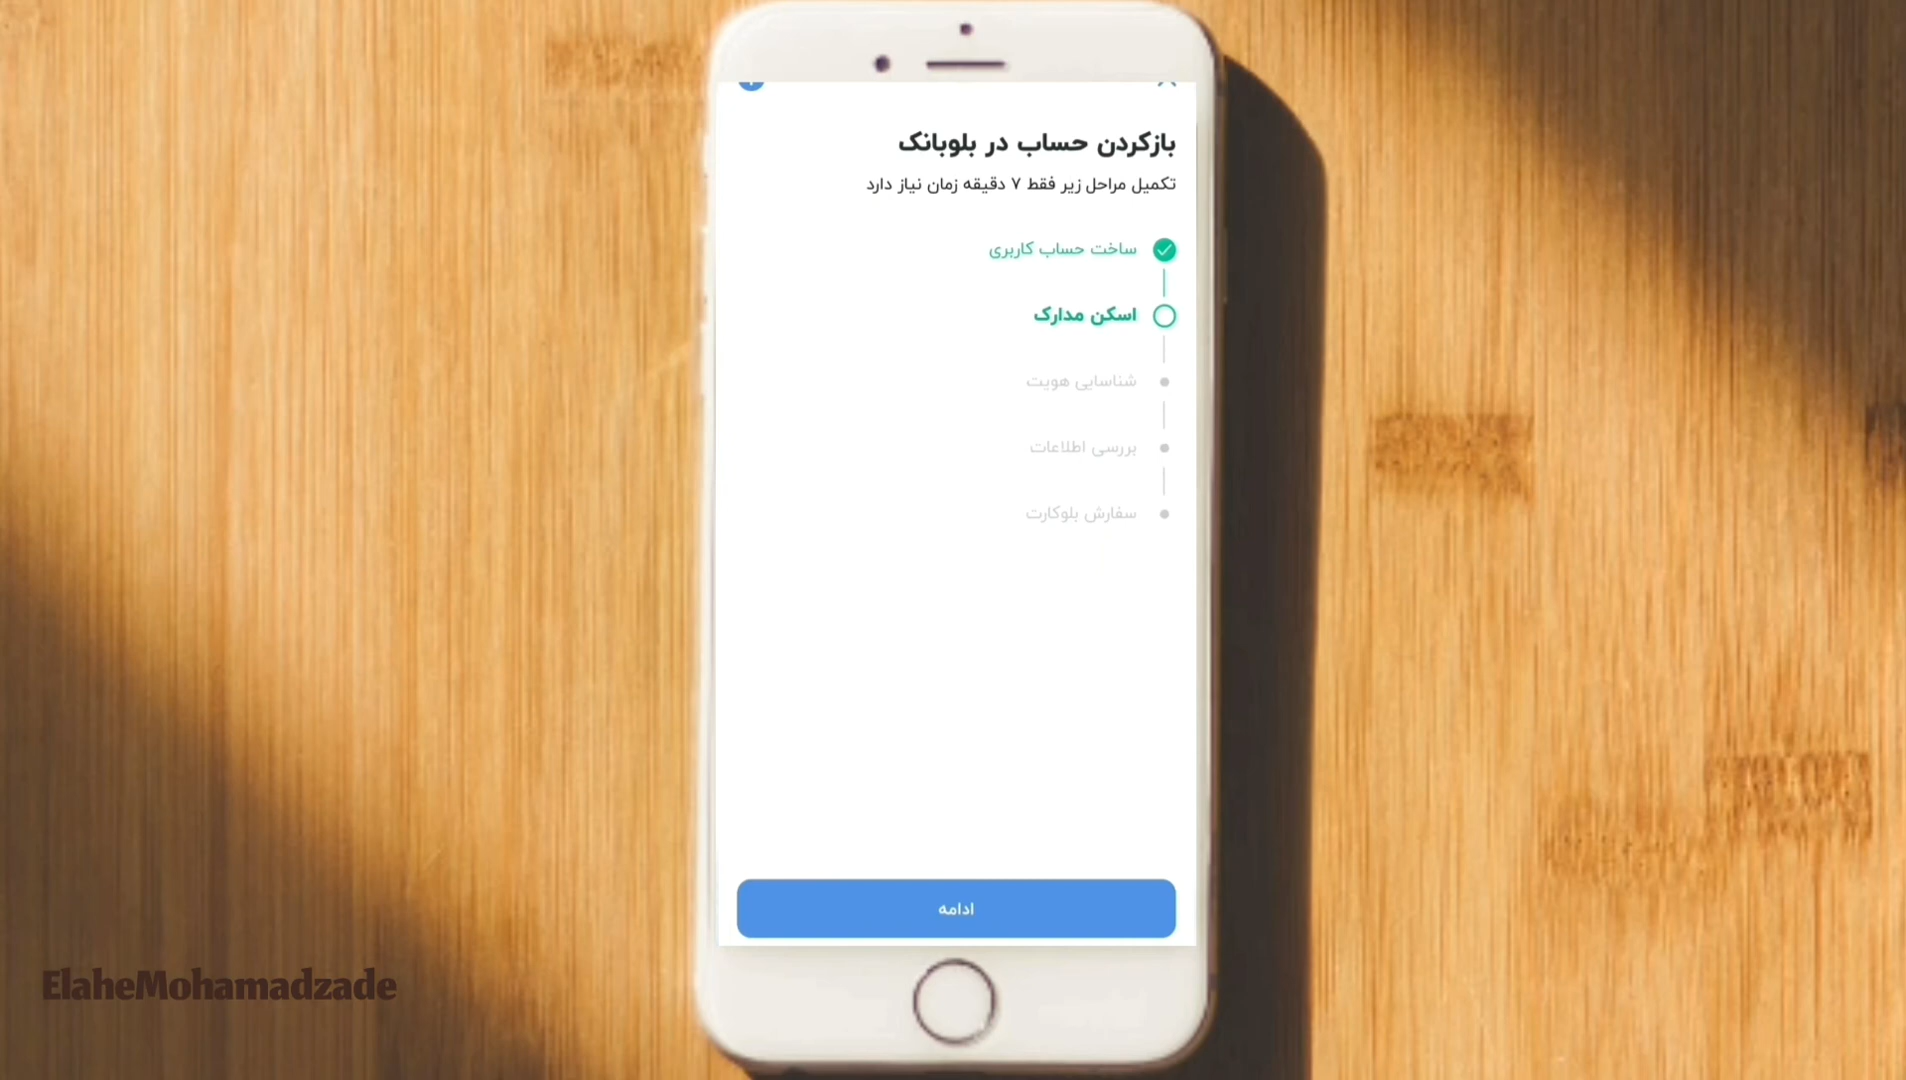 بازکردن حساب در بلوبانک
تکمیل مراحل زیر فقط ۷ دقیقه زمان نیاز دارد
ساخت حساب کاربری
اسکن مدارک
شناسایی هویت
بررسی اطلاعات
سفارش بلوکارت
ادامه
ElaheMohamadzade